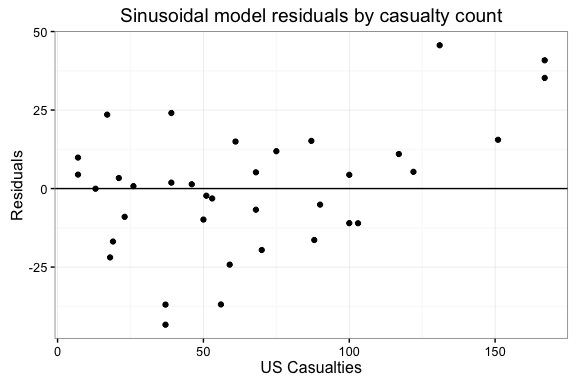 Sinusoidal model residuals by casualty count
50
25
0
-25
Residuals
0 50 100 150
US Casualties